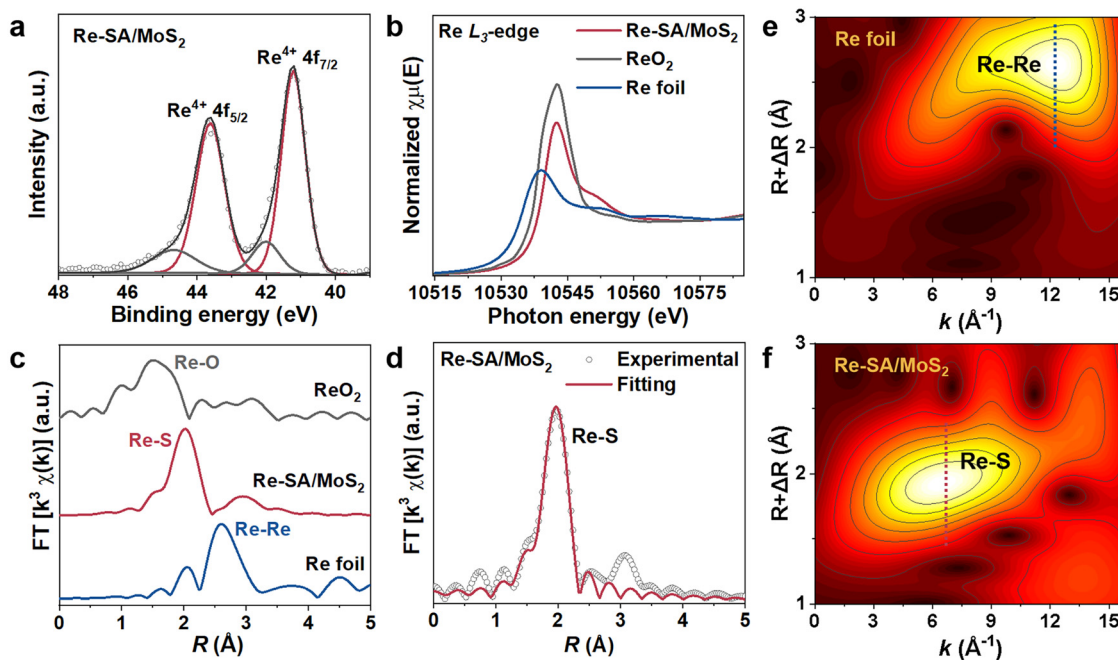 a
Re-SA/MoS₂
Re⁴⁺ 4f₇/₂
Re⁴⁺ 4f₅/₂
Intensity (a.u.)
48 46 44 42 40
Binding energy (eV)
b
Re L₃-edge
Re-SA/MoS₂
ReO₂
Re foil
Normalized χμ(E)
10515 10530 10545 10560 10575
Photon energy (eV)
e
Re foil
Re-Re
R+ΔR (Å)
3
2
1
0 3 6 9 12 15
k (Å⁻¹)
c
Re-O
ReO₂
Re-S
Re-SA/MoS₂
Re-Re
Re foil
FT [k³ χ(k)] (a.u.)
0 1 2 3 4 5
R (Å)
d
Re-SA/MoS₂
Experimental
Fitting
Re-S
FT [k³ χ(k)] (a.u.)
0 1 2 3 4 5
R (Å)
f
Re-SA/MoS₂
Re-S
R+ΔR (Å)
3
2
1
0 3 6 9 12 15
k (Å⁻¹)